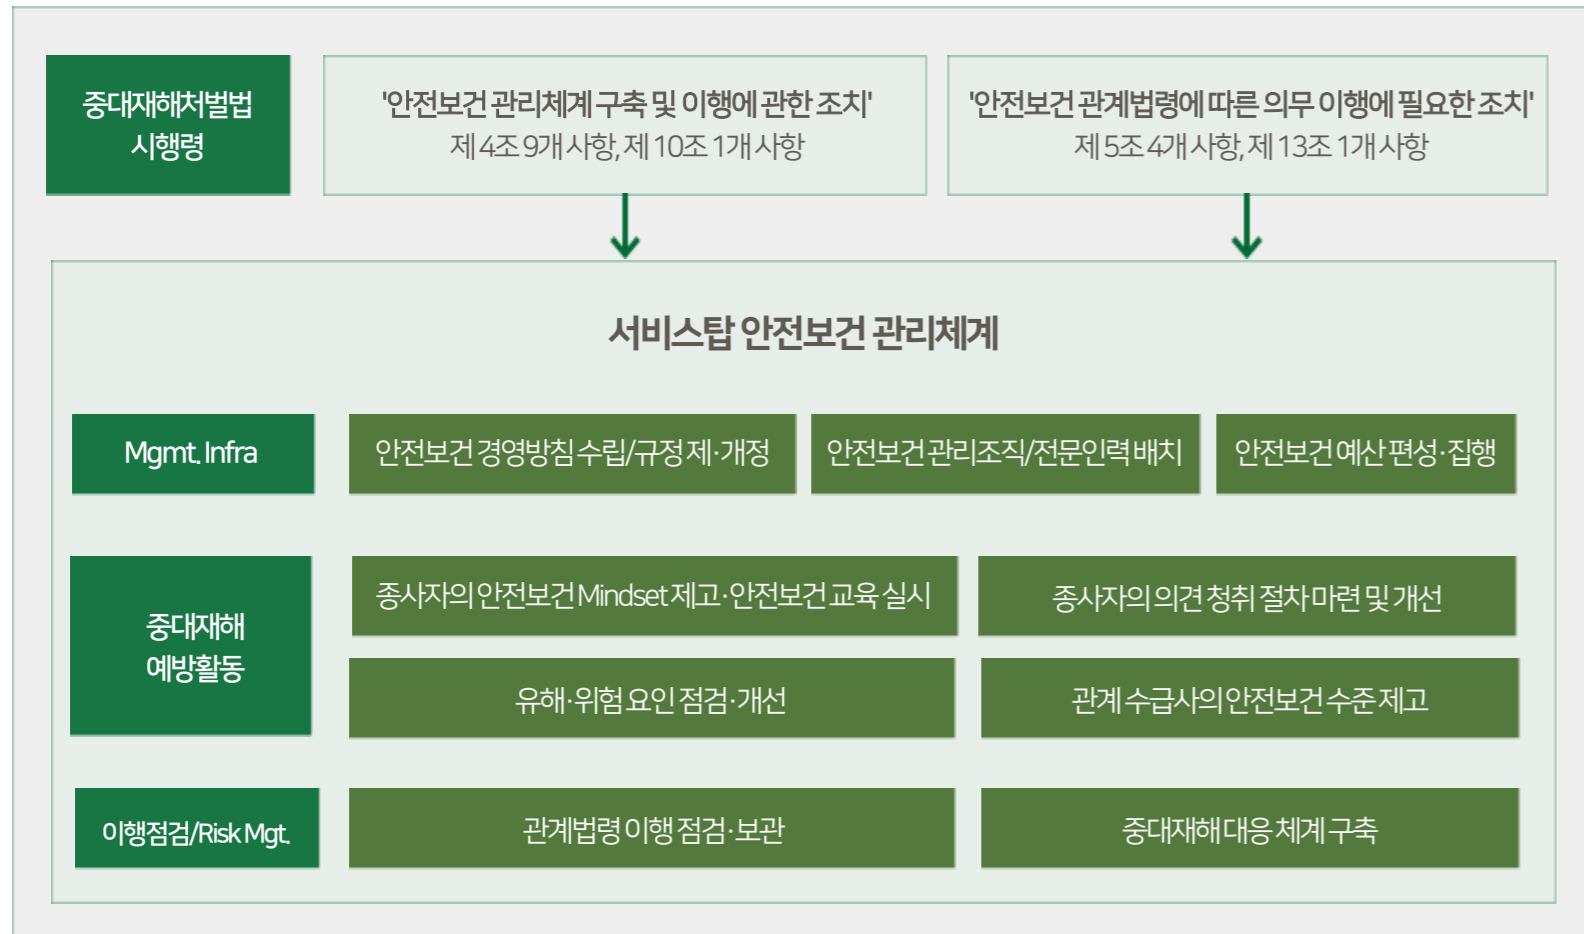 중대재해처벌법
시행령
'안전보건 관리체계 구축 및 이행에 관한 조치'
제 4조 9개 사항, 제 10조 1개 사항
'안전보건 관계법령에 따른 의무 이행에 필요한 조치'
제 5조 4개 사항, 제 13조 1개 사항
서비스탑 안전보건 관리체계
Mgmt. Infra
안전보건 경영방침 수립/규정 제·개정
안전보건 관리조직/전문인력 배치
안전보건 예산 편성·집행
중대재해
예방활동
종사자의 안전보건 Mindset 제고·안전보건 교육 실시
종사자의 의견 청취 절차 마련 및 개선
유해·위험 요인 점검·개선
관계 수급사의 안전보건 수준 제고
이행점검/Risk Mgt.
관계법령 이행 점검·보관
중대재해 대응 체계 구축